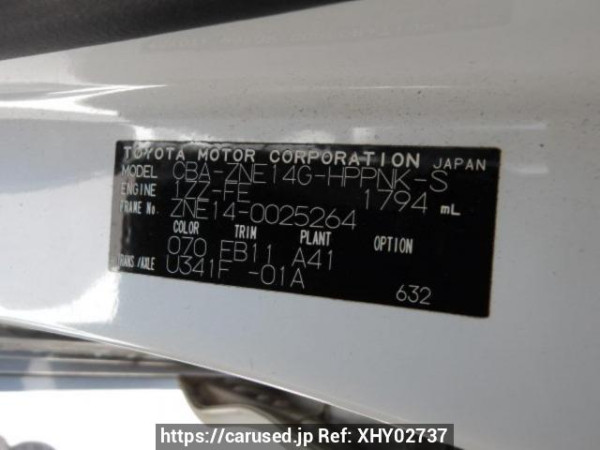 TOYOTA MOTOR CORPORATION JAPAN
MODEL CBA-ZNE14G-HPPNK-S
ENGINE 1ZZ-FE 1794 mL
FRAME No. ZNE14-0025264
COLOR TRIM PLANT OPTION
070 EB11 A41
TRANS/AXLE U341F -01A
632
https://carused.jp Ref: XHY02737